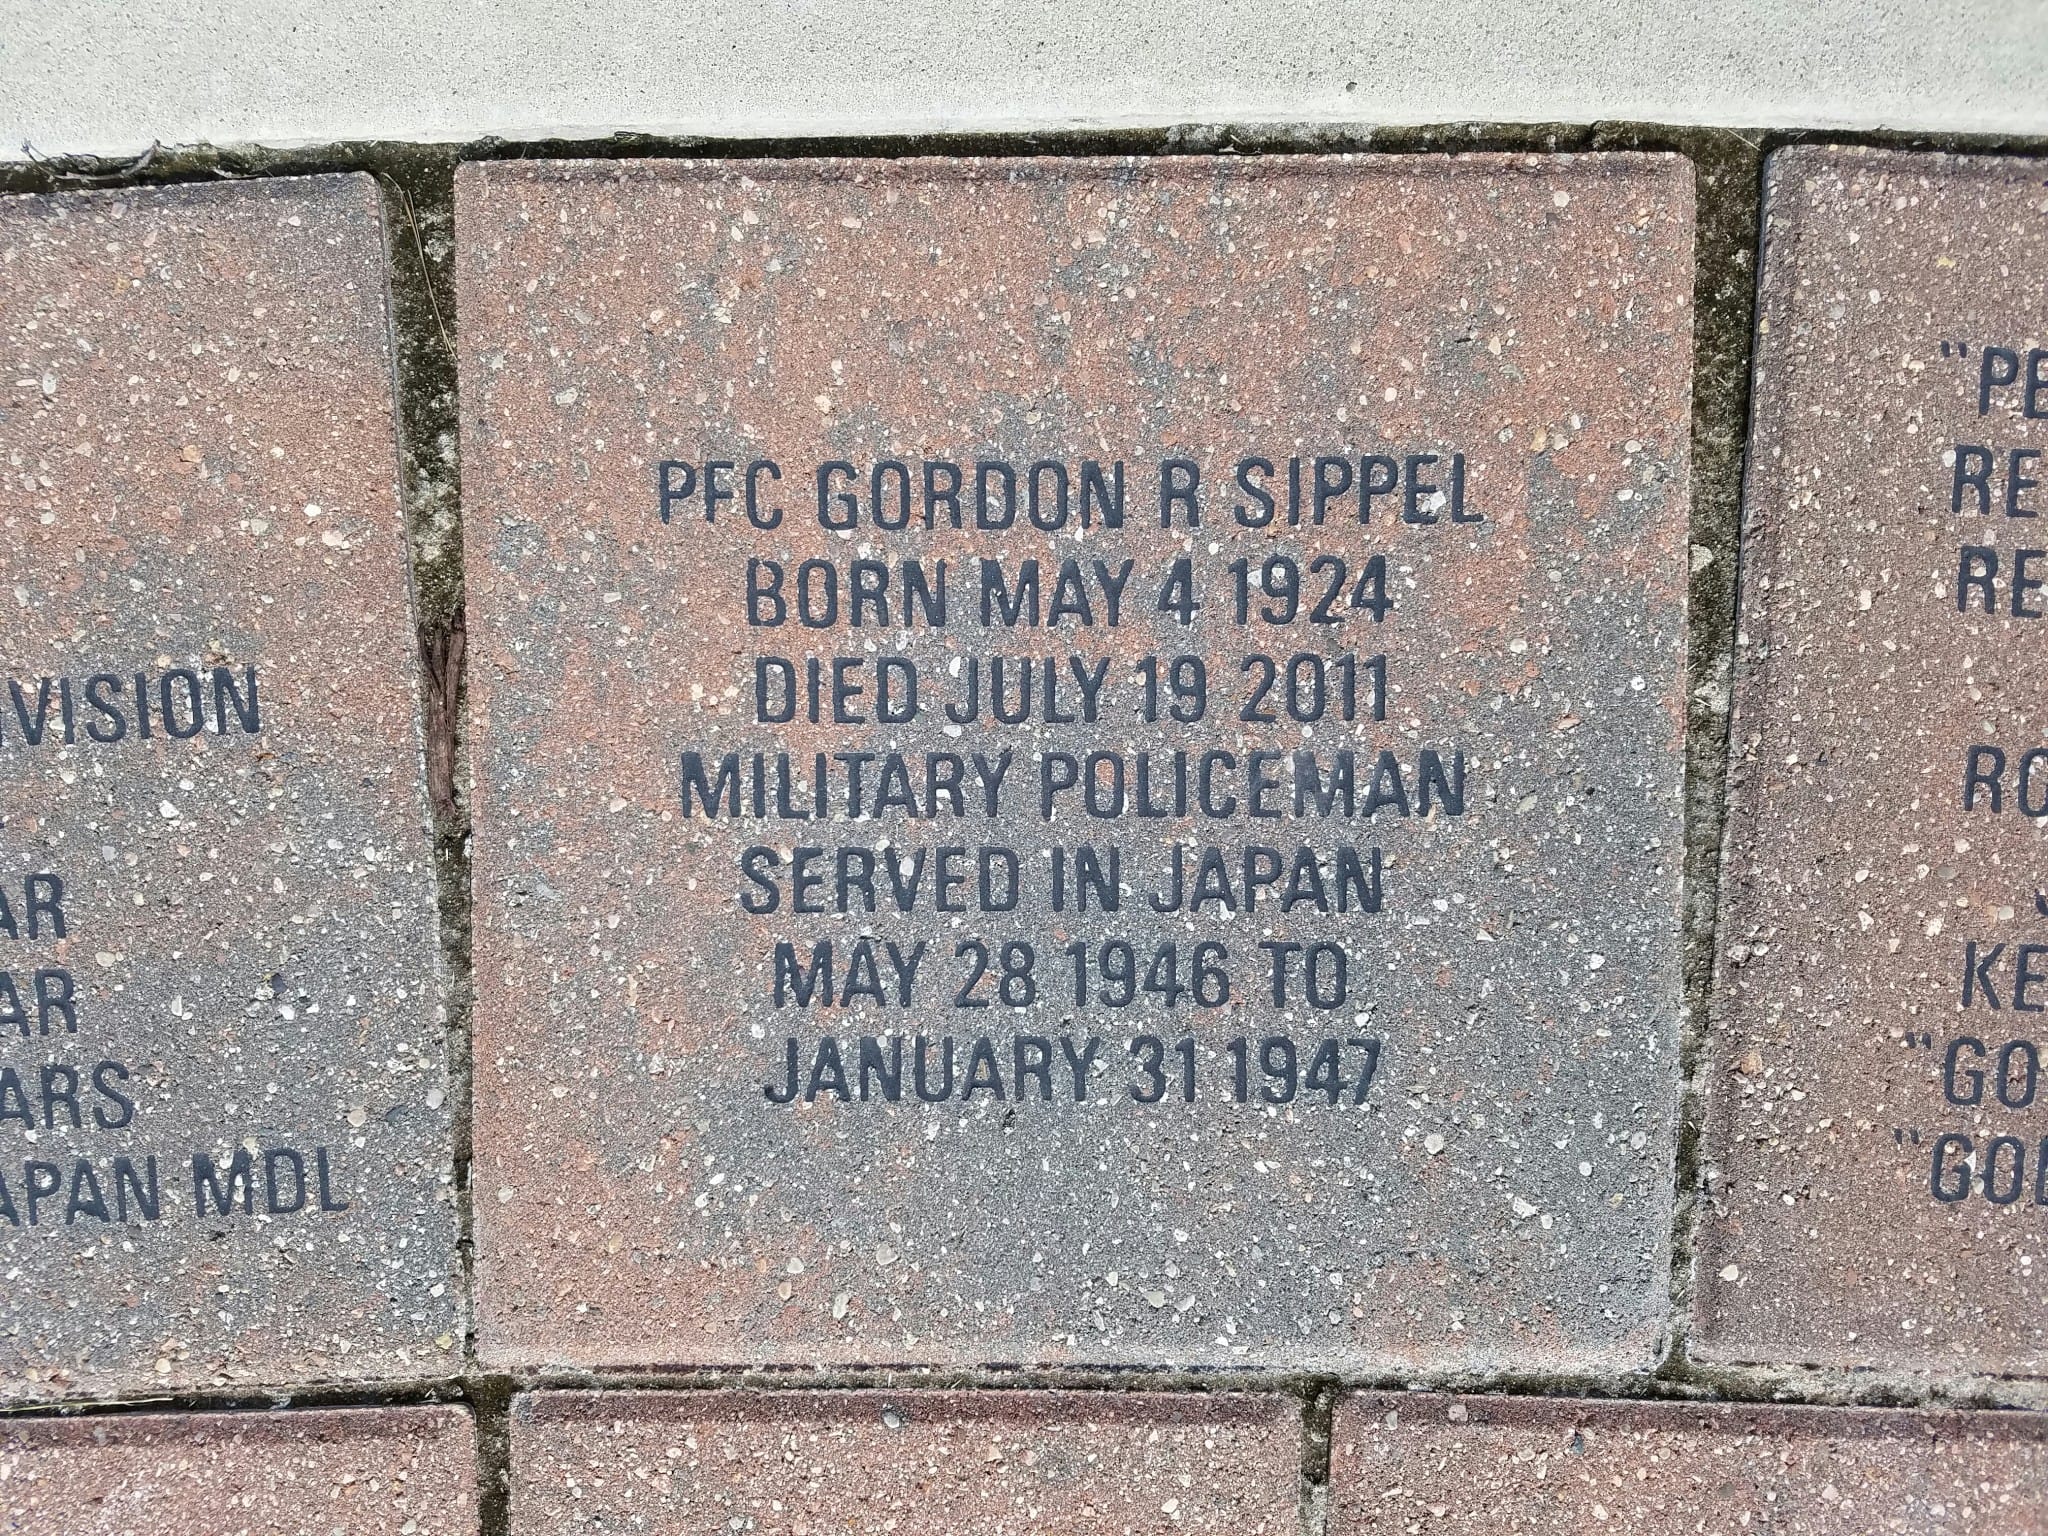 PFC GORDON R SIPPEL
BORN MAY 4 1924
DIED JULY 19 2011
MILITARY POLICEMAN
SERVED IN JAPAN
MAY 28 1946 TO
JANUARY 31 1947
MDL